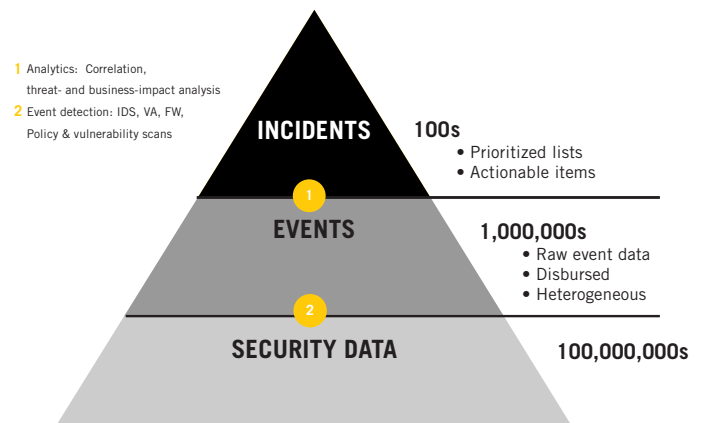 1 Analytics: Correlation,
threat- and business-impact analysis
2 Event detection: IDS, VA, FW,
Policy & vulnerability scans
INCIDENTS
100s
• Prioritized lists
• Actionable items
1
EVENTS
1,000,000s
• Raw event data
• Disbursed
• Heterogeneous
2
SECURITY DATA
100,000,000s